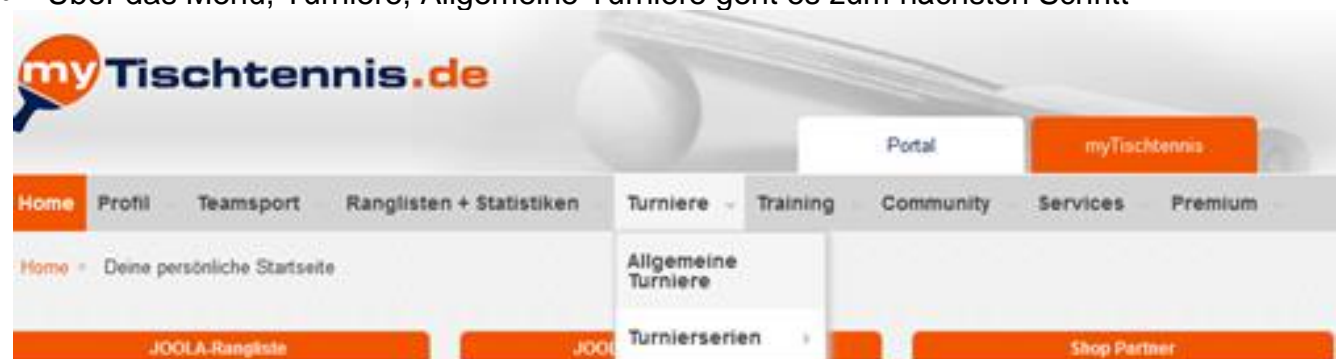 Über das Menü, Turniere, Allgemeine Turniere geht es zum nächsten Schritt
myTischtennis.de
Portal myTischtennis
Home Profil Teamsport Ranglisten + Statistiken Turniere Training Community Services Premium
Home Deine persönliche Startseite
Allgemeine
Turniere
Turnierserien
JOOLA-Rangliste JOOL Shop Partner